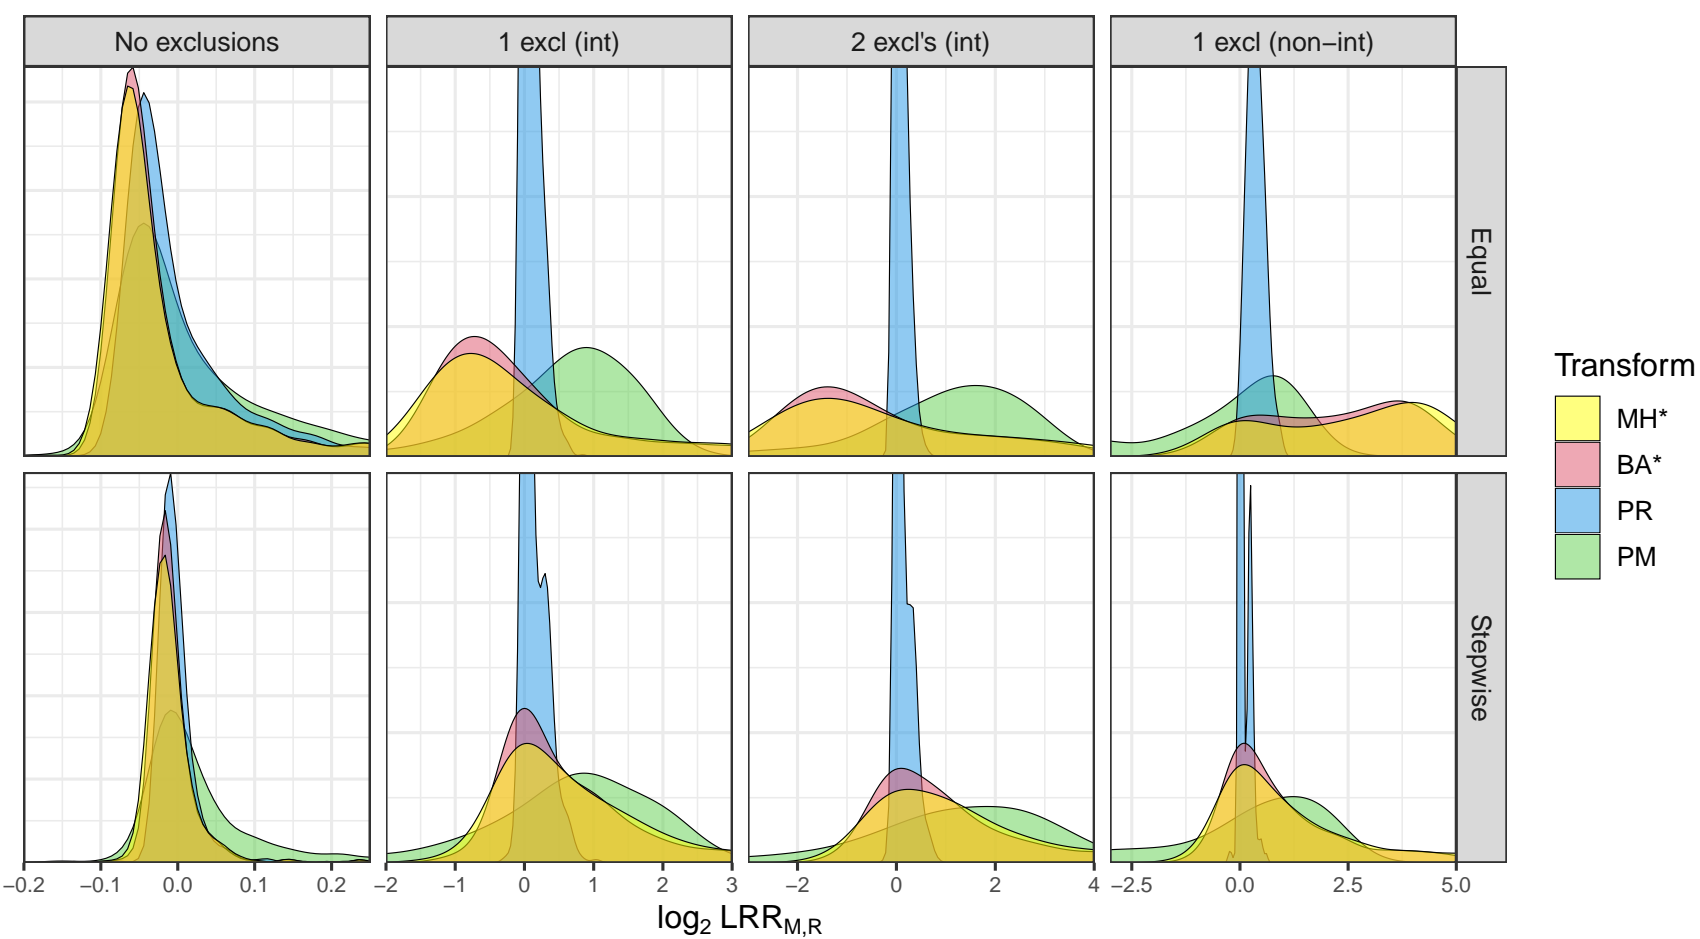 No exclusions
1 excl (int)
2 excl's (int)
1 excl (non−int)
Equal
Stepwise
Transform
MH*
BA*
PR
PM
−0.2 −0.1 0.0 0.1 0.2
−2 −1 0 1 2 3
−2 0 2 4
−2.5 0.0 2.5 5.0
log₂ LRR_M,R